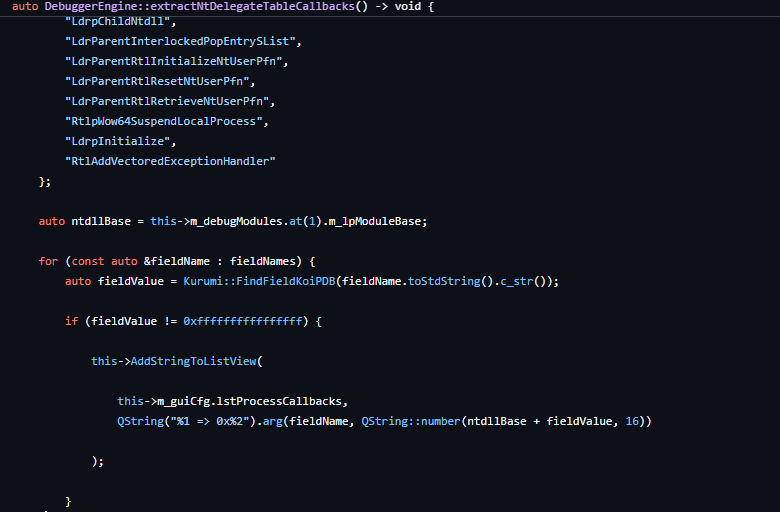 auto DebuggerEngine::extractNtDelegateTableCallbacks() -> void {
"LdrpChildNtdll",
"LdrParentInterlockedPopEntrySList",
"LdrParentRtlInitializeNtUserPfn",
"LdrParentRtlResetNtUserPfn",
"LdrParentRtlRetrieveNtUserPfn",
"RtlpWow64SuspendLocalProcess",
"LdrpInitialize",
"RtlAddVectoredExceptionHandler"
};
auto ntdllBase = this->m_debugModules.at(1).m_lpModuleBase;
for (const auto &fieldName : fieldNames) {
auto fieldValue = Kurumi::FindFieldKoiPDB(fieldName.toStdString().c_str());
if (fieldValue != 0xffffffffffffffff) {
this->AddStringToListView(
this->m_guiCfg.lstProcessCallbacks,
QString("%1 => 0x%2").arg(fieldName, QString::number(ntdllBase + fieldValue, 16))
);
}